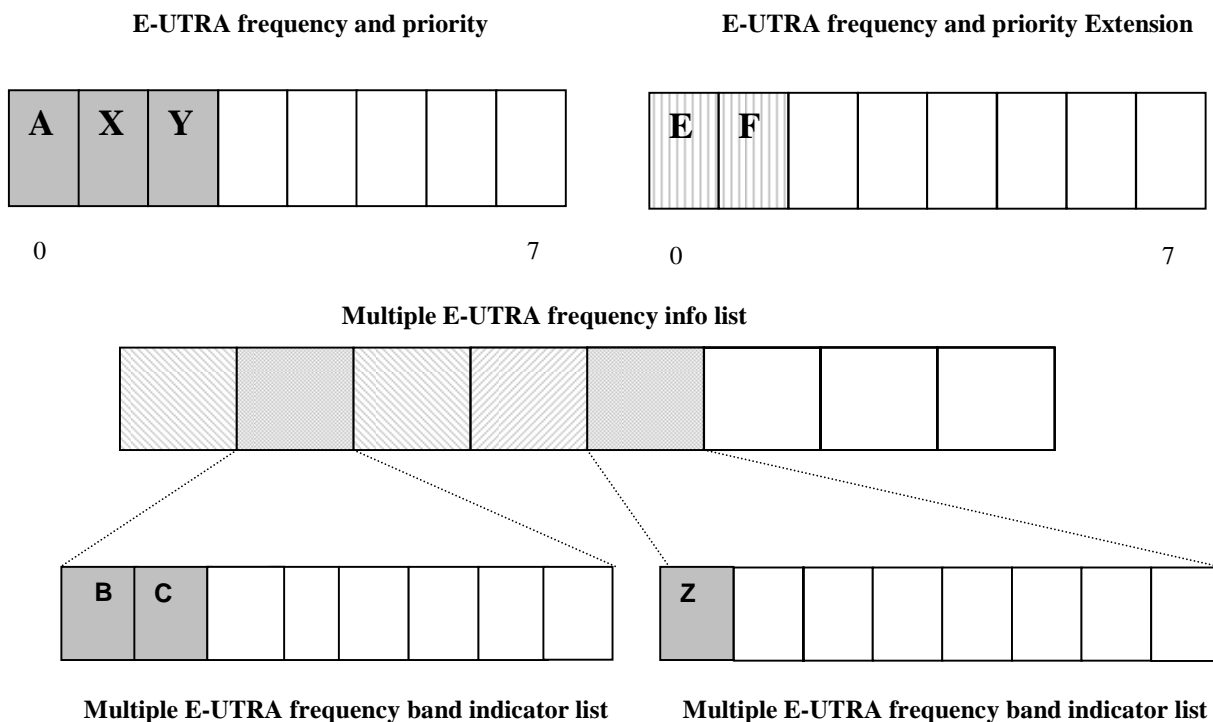 E-UTRA frequency and priority
E-UTRA frequency and priority Extension
A X Y
E F
0 7
0 7
Multiple E-UTRA frequency info list
B C
Z
Multiple E-UTRA frequency band indicator list
Multiple E-UTRA frequency band indicator list